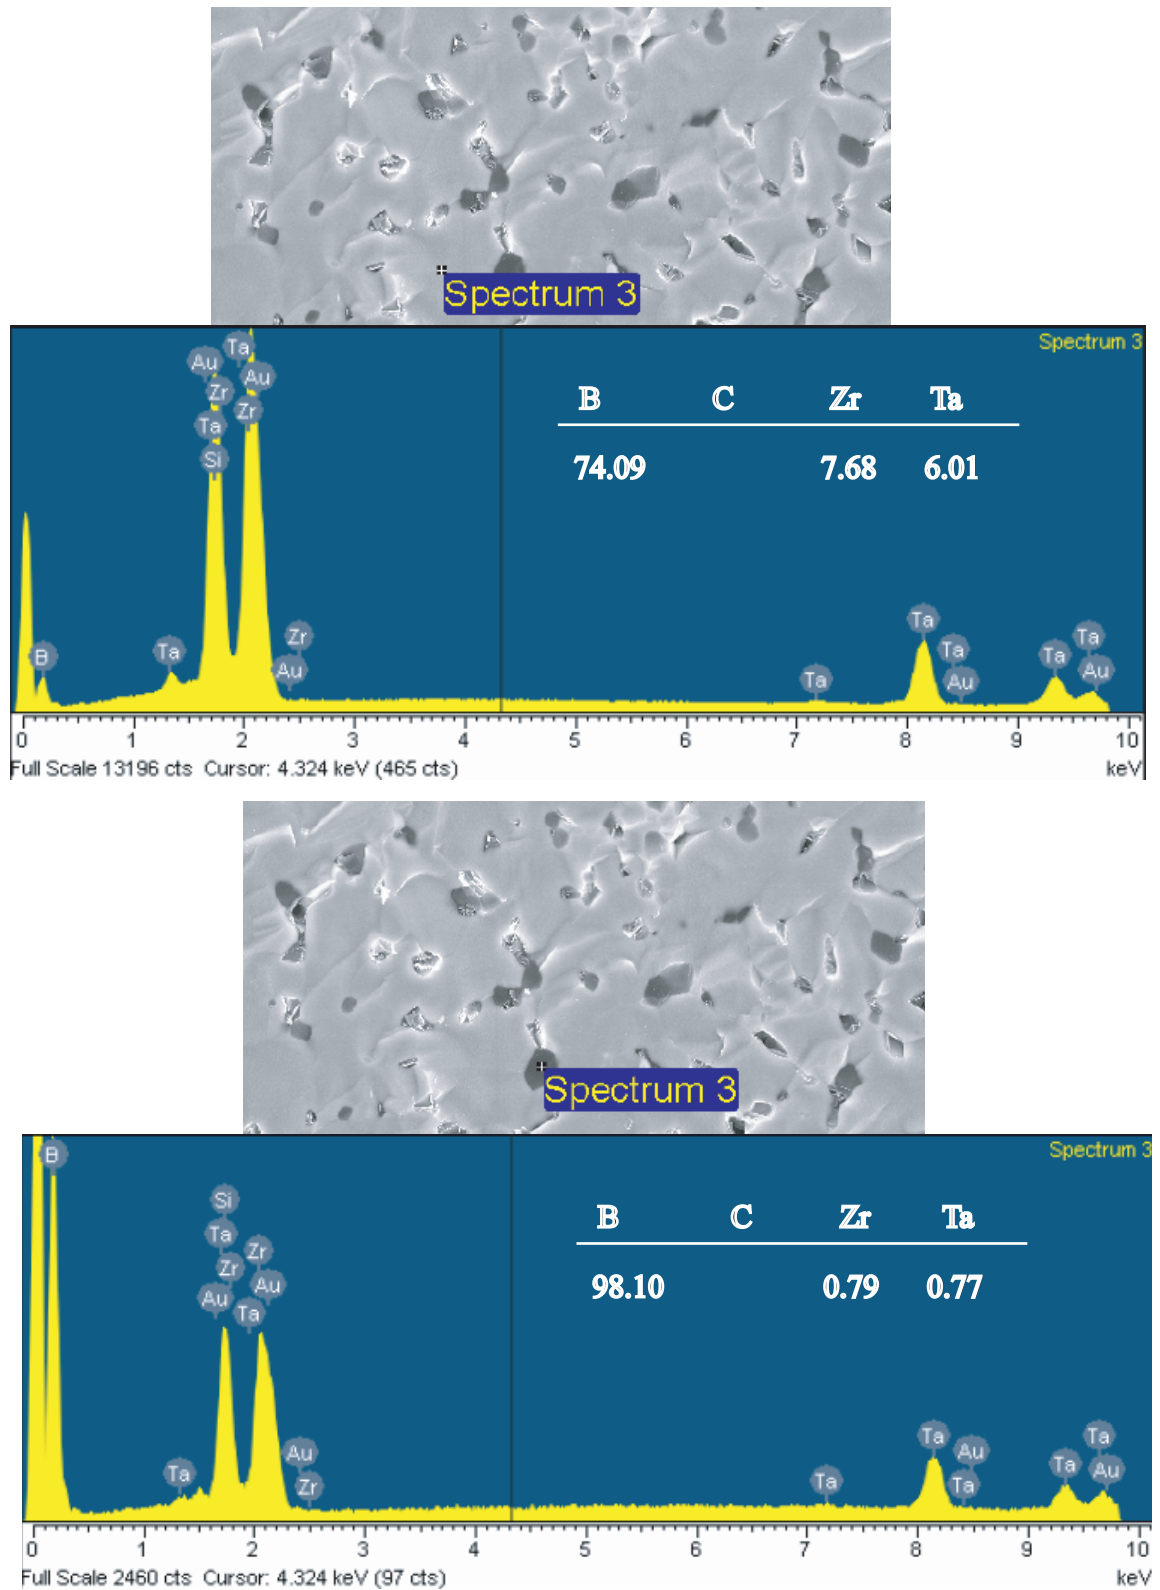 Spectrum 3
Spectrum 3
Ta
Au
Au
Zr
Zr
Ta
Si
B C Zr Ta
74.09 7.68 6.01
B
Ta
Zr
Au
Ta
Ta
Ta
Au
Ta
Ta
Au
0 1 2 3 4 5 6 7 8 9 10
Full Scale 13196 cts Cursor: 4.324 keV (465 cts) keV
Spectrum 3
Spectrum 3
B
Si
Ta
Zr
Zr
Au
Au
Ta
B C Zr Ta
98.10 0.79 0.77
Ta
Au
Zr
Ta
Ta
Au
Ta
Ta
Ta
Au
0 1 2 3 4 5 6 7 8 9 10
Full Scale 2460 cts Cursor: 4.324 keV (97 cts) keV